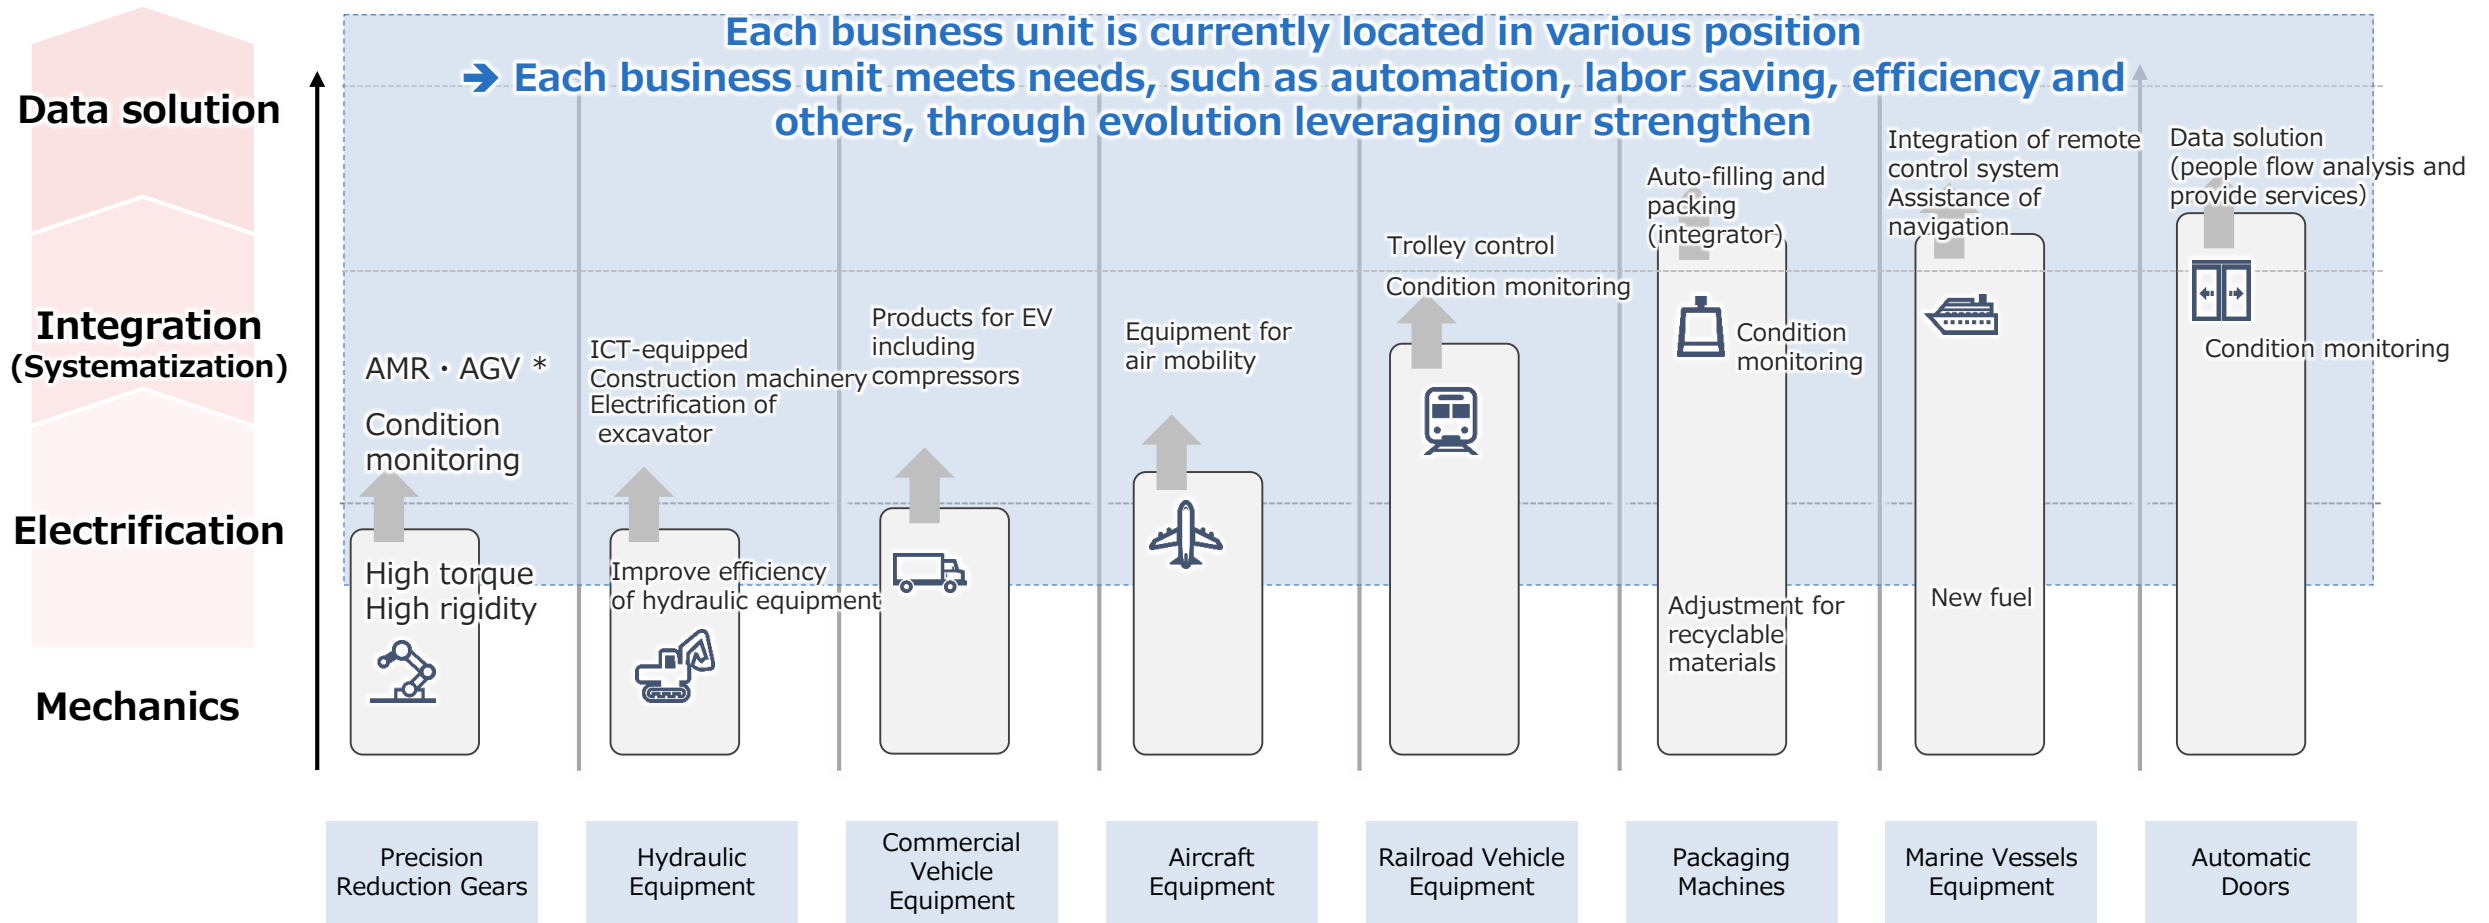 Each business unit is currently located in various position
➔ Each business unit meets needs, such as automation, labor saving, efficiency and
others, through evolution leveraging our strengthen
Data solution
Integration
(Systematization)
Electrification
Mechanics
AMR・AGV *
Condition
monitoring
High torque
High rigidity
ICT-equipped
Construction machinery
Electrification of
excavator
Improve efficiency
of hydraulic equipment
Products for EV
including
compressors
Equipment for
air mobility
Trolley control
Condition monitoring
Auto-filling and
packing
(integrator)
Condition
monitoring
Adjustment for
recyclable
materials
Integration of remote
control system
Assistance of
navigation
New fuel
Data solution
(people flow analysis and
provide services)
Condition monitoring
Precision
Reduction Gears
Hydraulic
Equipment
Commercial
Vehicle
Equipment
Aircraft
Equipment
Railroad Vehicle
Equipment
Packaging
Machines
Marine Vessels
Equipment
Automatic
Doors